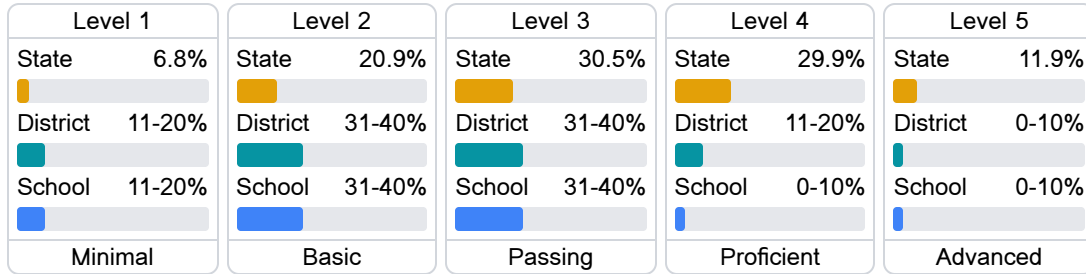 Level 1
State 6.8%
District 11-20%
School 11-20%
Minimal
Level 2
State 20.9%
District 31-40%
School 31-40%
Basic
Level 3
State 30.5%
District 31-40%
School 31-40%
Passing
Level 4
State 29.9%
District 11-20%
School 0-10%
Proficient
Level 5
State 11.9%
District 0-10%
School 0-10%
Advanced